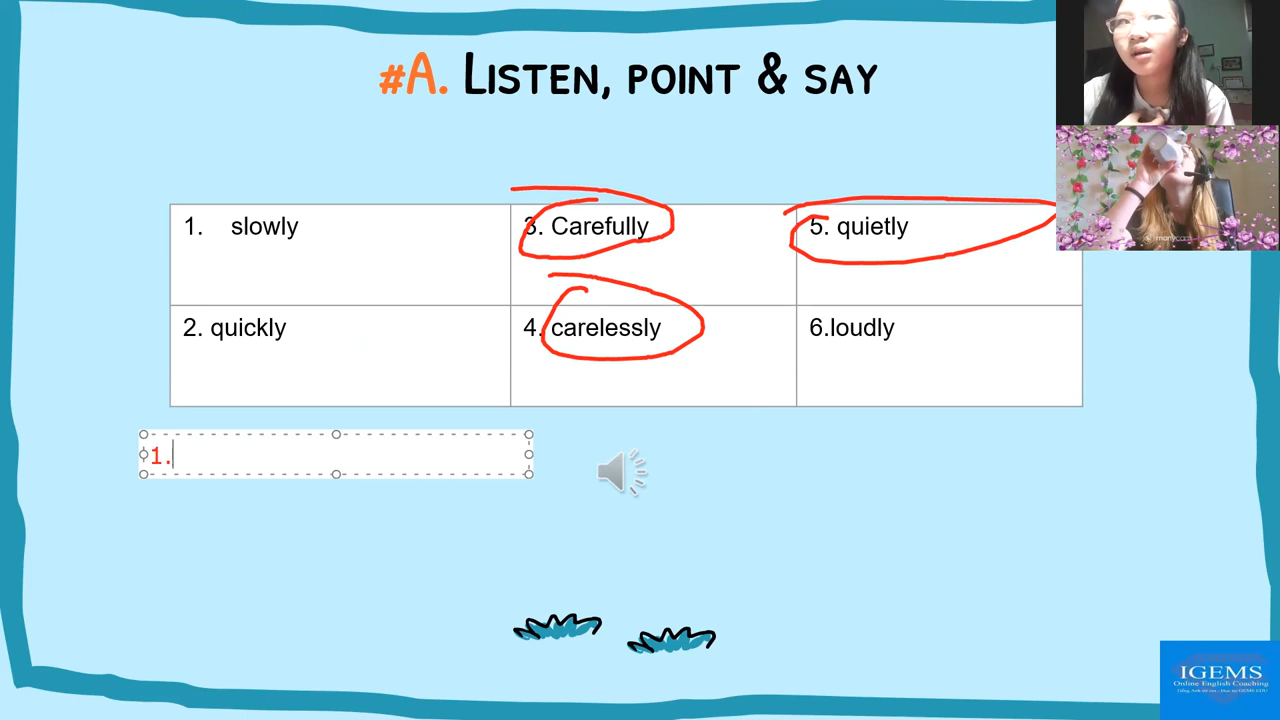 #A. LISTEN, POINT & SAY
1. slowly
3. Carefully
5. quietly
2. quickly
4. carelessly
6.loudly
1.
manycam
IGEMS
Online English Coaching